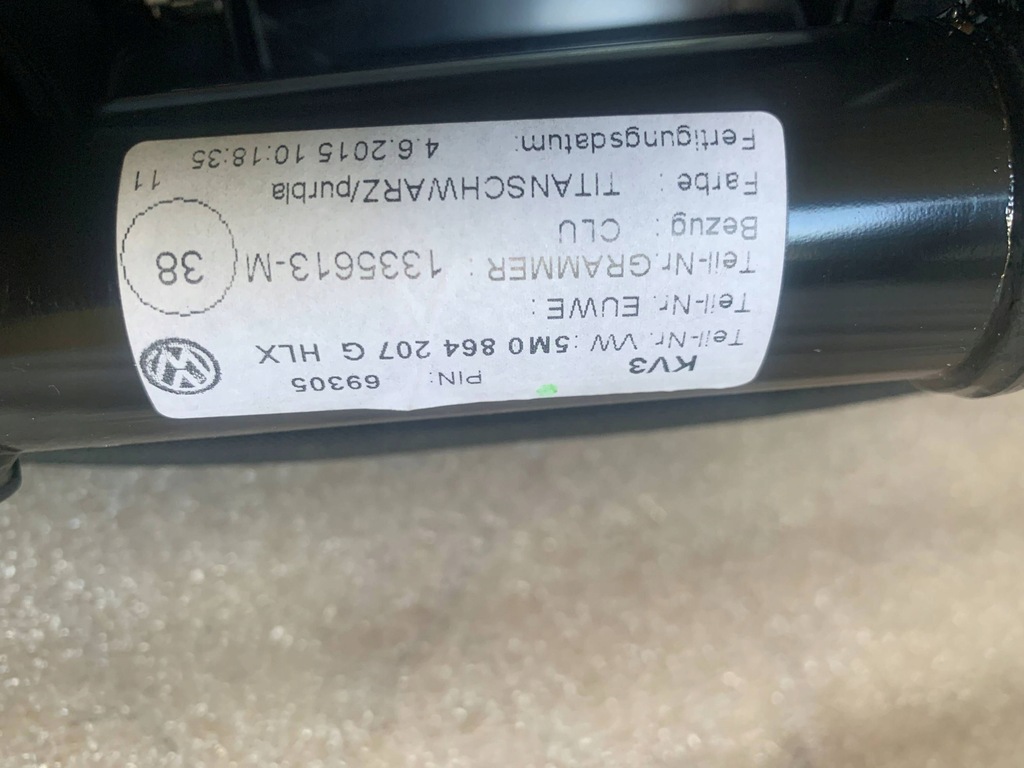 KV3 PIN: 69305
Teil-Nr. VW: 5M0 864 207 G HLX
Teil-Nr. EUWE :
Teil-Nr.GRAMMER : 1335613-M
38
Bezug : CLU
Farbe : TITANSCHWARZ/purbla
11
Fertigungsdatum: 4.6.2015 10:18:35